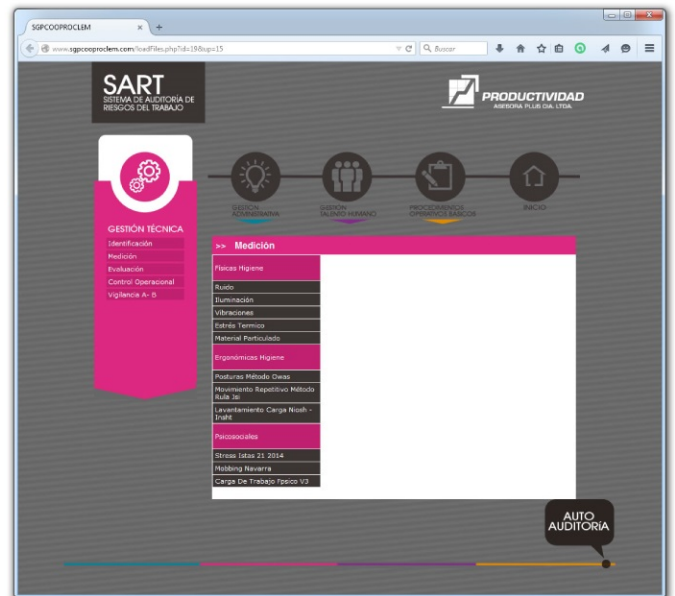 SGPCOOPROCLEM
www.sgpcooproclem.com/loadFiles.php?id=19&sup=15
Buscar
SART
SISTEMA DE AUDITORÍA DE
RIESGOS DEL TRABAJO
PRODUCTIVIDAD
ASESORA PLUS CIA. LTDA.
GESTIÓN
ADMINISTRATIVA
GESTIÓN
TALENTO HUMANO
PROCEDIMIENTOS
OPERATIVOS BÁSICOS
INICIO
GESTIÓN TÉCNICA
Identificación
Medición
Evaluación
Control Operacional
Vigilancia A- B
>> Medición
Físicas Higiene
Ruido
Iluminación
Vibraciones
Estrés Termico
Material Particulado
Ergonómicas Higiene
Posturas Método Owas
Movimiento Repetitivo Método
Rula Jsi
Levantamiento Carga Niosh -
Insht
Psicosociales
Stress Istas 21 2014
Mobbing Navarra
Carga De Trabajo Fpsico V3
AUTO
AUDITORÍA